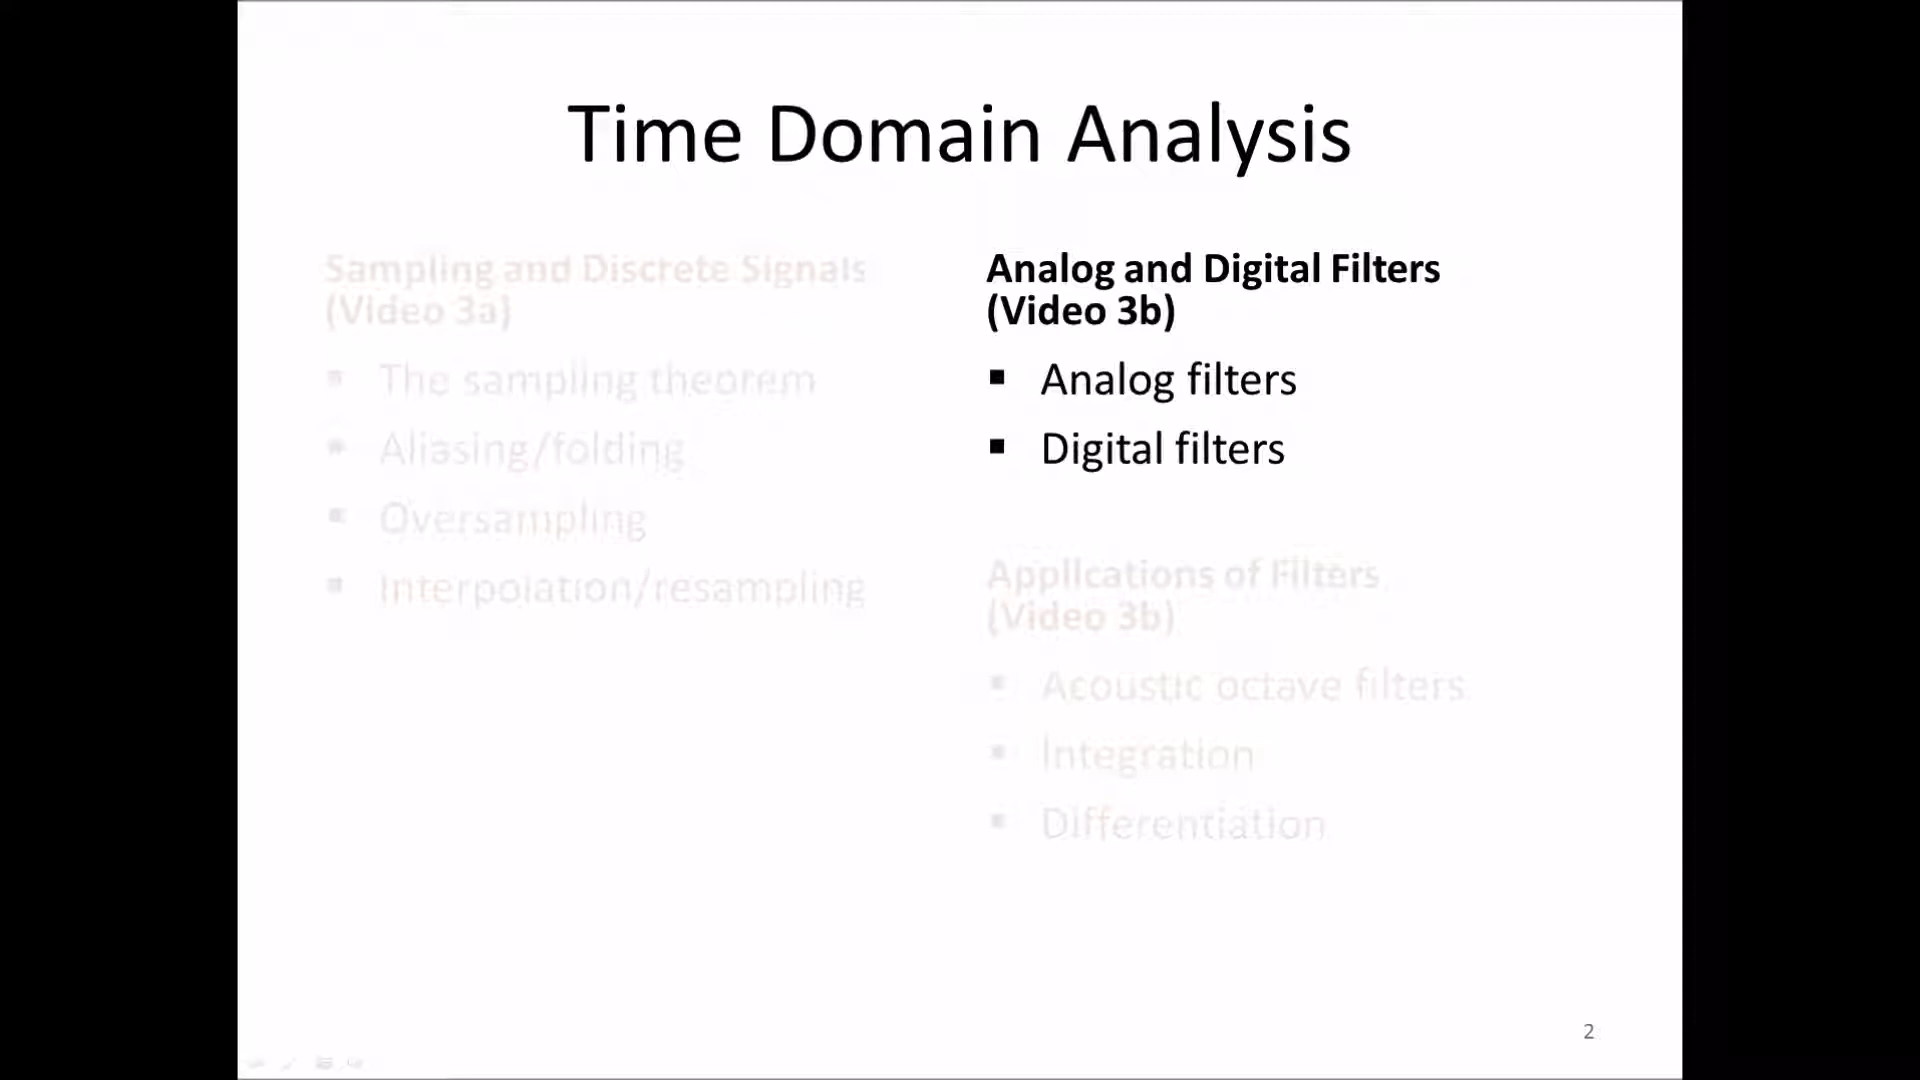 Time Domain Analysis
Sampling and Discrete Signals
(Video 3a)
▪ The sampling theorem
▪ Aliasing/folding
▪ Oversampling
▪ Interpolation/resampling
Analog and Digital Filters
(Video 3b)
▪ Analog filters
▪ Digital filters
Applications of Filters
(Video 3b)
▪ Acoustic octave filters
▪ Integration
▪ Differentiation
2